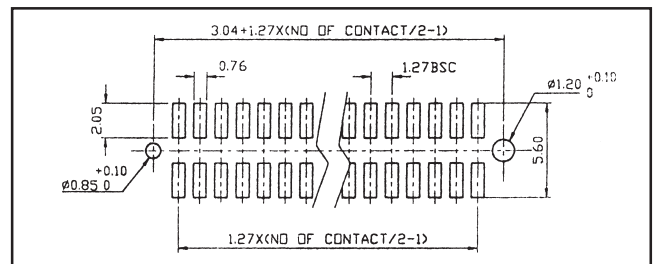 3.04+1.27X(NO OF CONTACT/2-1)
0.76
1.27BSC
ø1.20 +0.10
0
2.05
5.60
+0.10
ø0.85 0
1.27X(NO OF CONTACT/2-1)